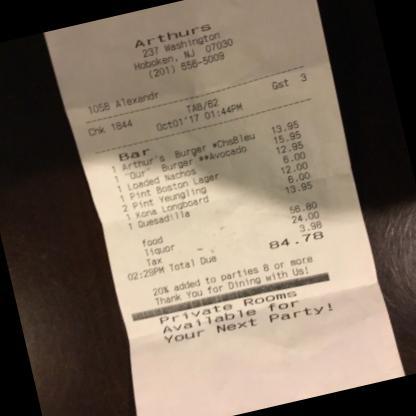 Arthurs
237 Washington
Hoboken, NJ 07030
(201) 656-5009
1058 Alexandr
TAB/62
Gst 3
Chk 1844
Oct01'17 01:44PM
Bar
1 Arthur's Burger *ChsBleu 13.95
1 "Our" Burger **Avocado 15.95
1 Loaded Nachos 12.95
1 Pint Boston Lager 6.00
2 Pint Yeungling 12.00
1 Kona Longboard 6.00
1 Quesadilla 13.95
food 56.80
liquor 24.00
Tax 3.98
02:29PM Total Due 84.78
20% added to parties 8 or more
Thank You for Dining with Us!
Private Rooms
Available for
Your Next Party!